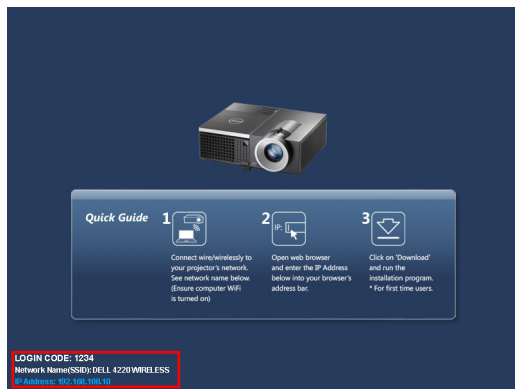 Quick Guide
1
Connect wire/wirelessly to
your projector's network.
See network name below.
(Ensure computer WiFi
is turned on)
2
IP:
Open web browser
and enter the IP Address
below into your browser's
address bar.
3
Click on 'Download'
and run the
installation program.
* For first time users.
LOGIN CODE: 1234
Network Name(SSID): DELL 4220 WIRELESS
IP Address: 192.168.100.10